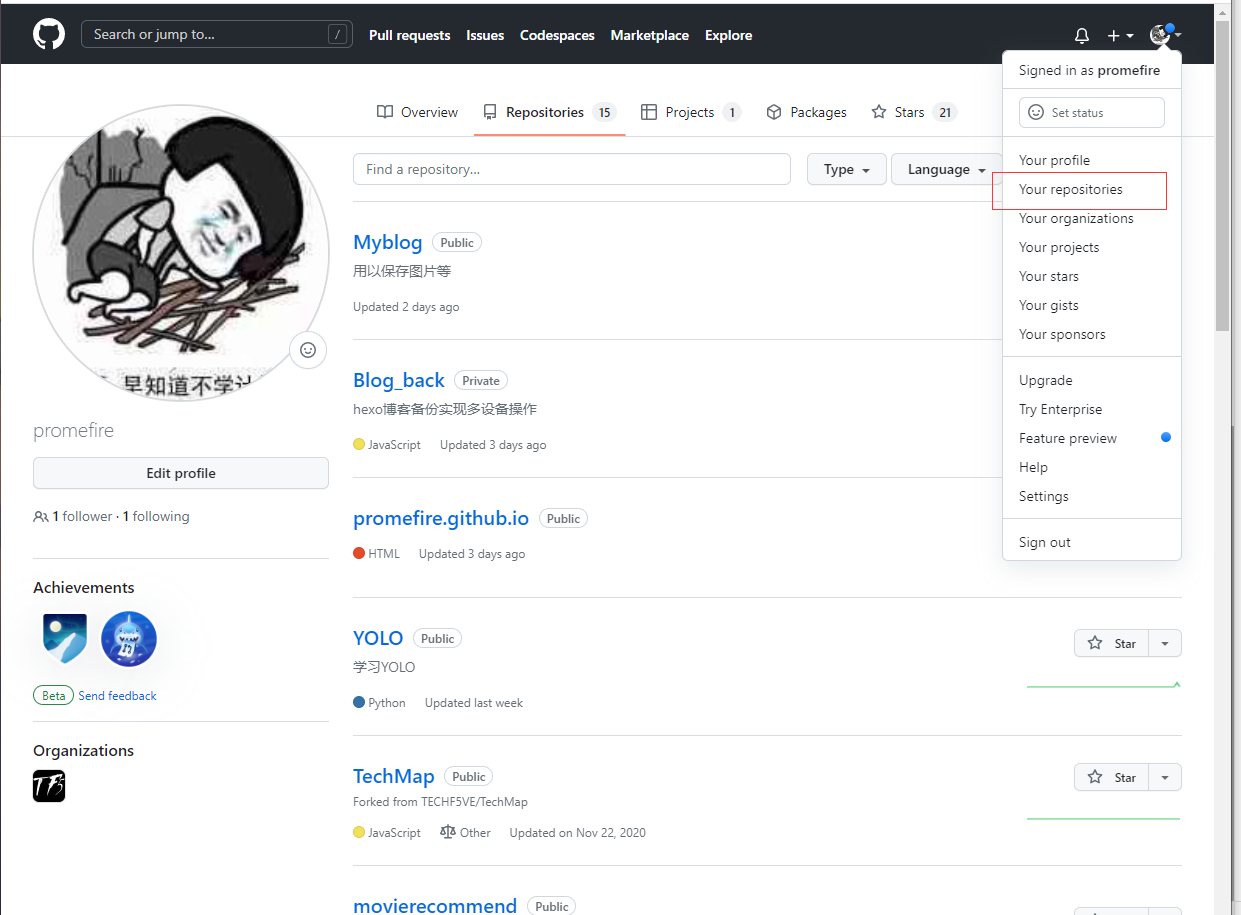 Search or jump to... /
Pull requests Issues Codespaces Marketplace Explore
Signed in as promefire
Set status
Your profile
Your repositories
Your organizations
Your projects
Your stars
Your gists
Your sponsors
Upgrade
Try Enterprise
Feature preview
Help
Settings
Sign out
Overview Repositories 15 Projects 1 Packages Stars 21
早知道不学
promefire
Edit profile
1 follower · 1 following
Achievements
Beta Send feedback
Organizations
TF5
Find a repository... Type Language
Myblog Public
用以保存图片等
Updated 2 days ago
Blog_back Private
hexo博客备份实现多设备操作
JavaScript Updated 3 days ago
promefire.github.io Public
HTML Updated 3 days ago
YOLO Public
Star
学习YOLO
Python Updated last week
TechMap Public
Star
Forked from TECHF5VE/TechMap
JavaScript Other Updated on Nov 22, 2020
movierecommend Public